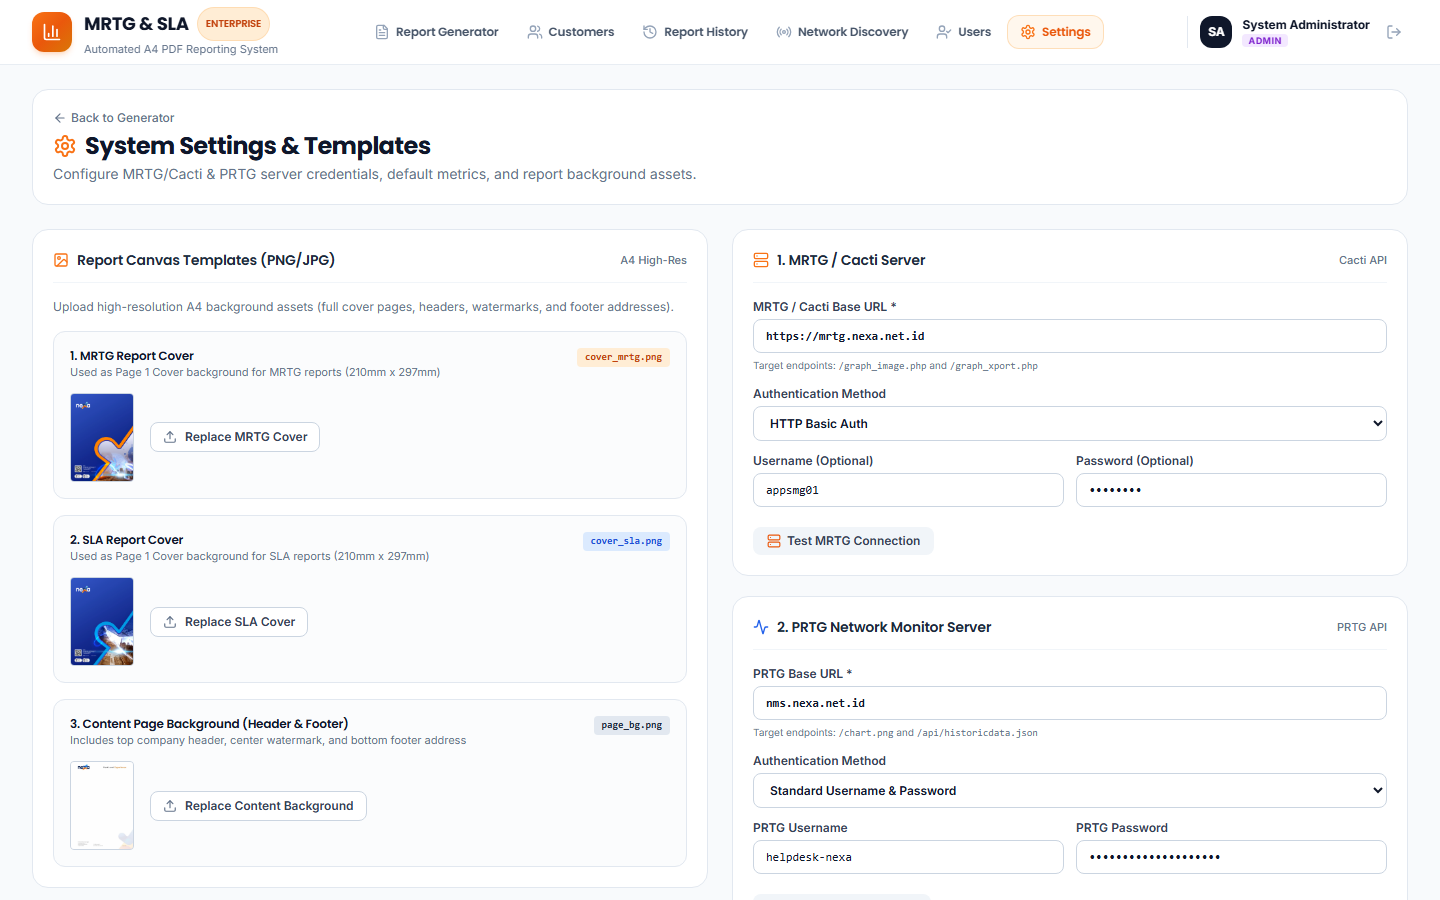 MRTG & SLA
ENTERPRISE
Automated A4 PDF Reporting System
Report Generator
Customers
Report History
Network Discovery
Users
Settings
SA
System Administrator
ADMIN
Back to Generator
System Settings & Templates
Configure MRTG/Cacti & PRTG server credentials, default metrics, and report background assets.
Report Canvas Templates (PNG/JPG)
A4 High-Res
Upload high-resolution A4 background assets (full cover pages, headers, watermarks, and footer addresses).
1. MRTG Report Cover
cover_mrtg.png
Used as Page 1 Cover background for MRTG reports (210mm x 297mm)
nexa
Replace MRTG Cover
2. SLA Report Cover
cover_sla.png
Used as Page 1 Cover background for SLA reports (210mm x 297mm)
nexa
Replace SLA Cover
3. Content Page Background (Header & Footer)
page_bg.png
Includes top company header, center watermark, and bottom footer address
nexa
Replace Content Background
1. MRTG / Cacti Server
Cacti API
MRTG / Cacti Base URL *
https://mrtg.nexa.net.id
Target endpoints: /graph_image.php and /graph_xport.php
Authentication Method
HTTP Basic Auth
Username (Optional)
Password (Optional)
appsmg01
••••••••
Test MRTG Connection
2. PRTG Network Monitor Server
PRTG API
PRTG Base URL *
nms.nexa.net.id
Target endpoints: /chart.png and /api/historicdata.json
Authentication Method
Standard Username & Password
PRTG Username
PRTG Password
helpdesk-nexa
••••••••••••••••••••